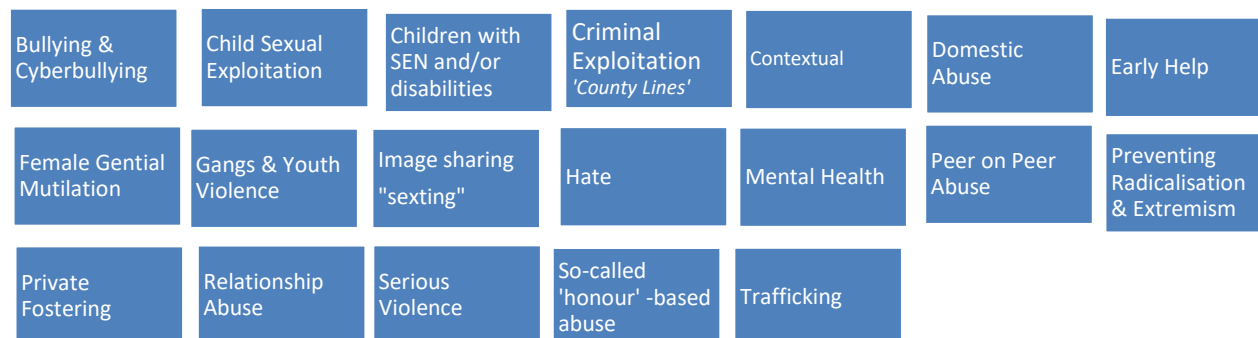 Bullying &
Cyberbullying
Child Sexual
Exploitation
Children with
SEN and/or
disabilities
Criminal
Exploitation
'County Lines'
Contextual
Domestic
Abuse
Early Help
Female Gential
Mutilation
Gangs & Youth
Violence
Image sharing
"sexting"
Hate
Mental Health
Peer on Peer
Abuse
Preventing
Radicalisation
& Extremism
Private
Fostering
Relationship
Abuse
Serious
Violence
So-called
'honour' -based
abuse
Trafficking